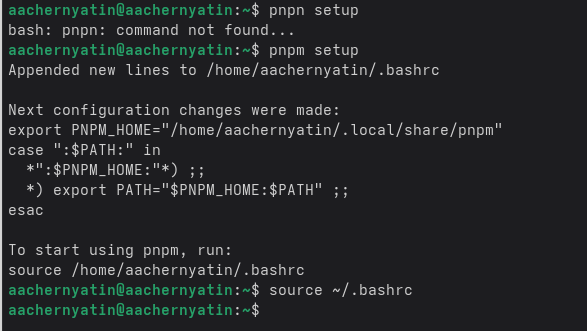 aachernyatin@aachernyatin:~$ pnpn setup
bash: pnpn: command not found...
aachernyatin@aachernyatin:~$ pnpm setup
Appended new lines to /home/aachernyatin/.bashrc

Next configuration changes were made:
export PNPM_HOME="/home/aachernyatin/.local/share/pnpm"
case ":$PATH:" in
  *":$PNPM_HOME:"*) ;;
  *) export PATH="$PNPM_HOME:$PATH" ;;
esac

To start using pnpm, run:
source /home/aachernyatin/.bashrc
aachernyatin@aachernyatin:~$ source ~/.bashrc
aachernyatin@aachernyatin:~$